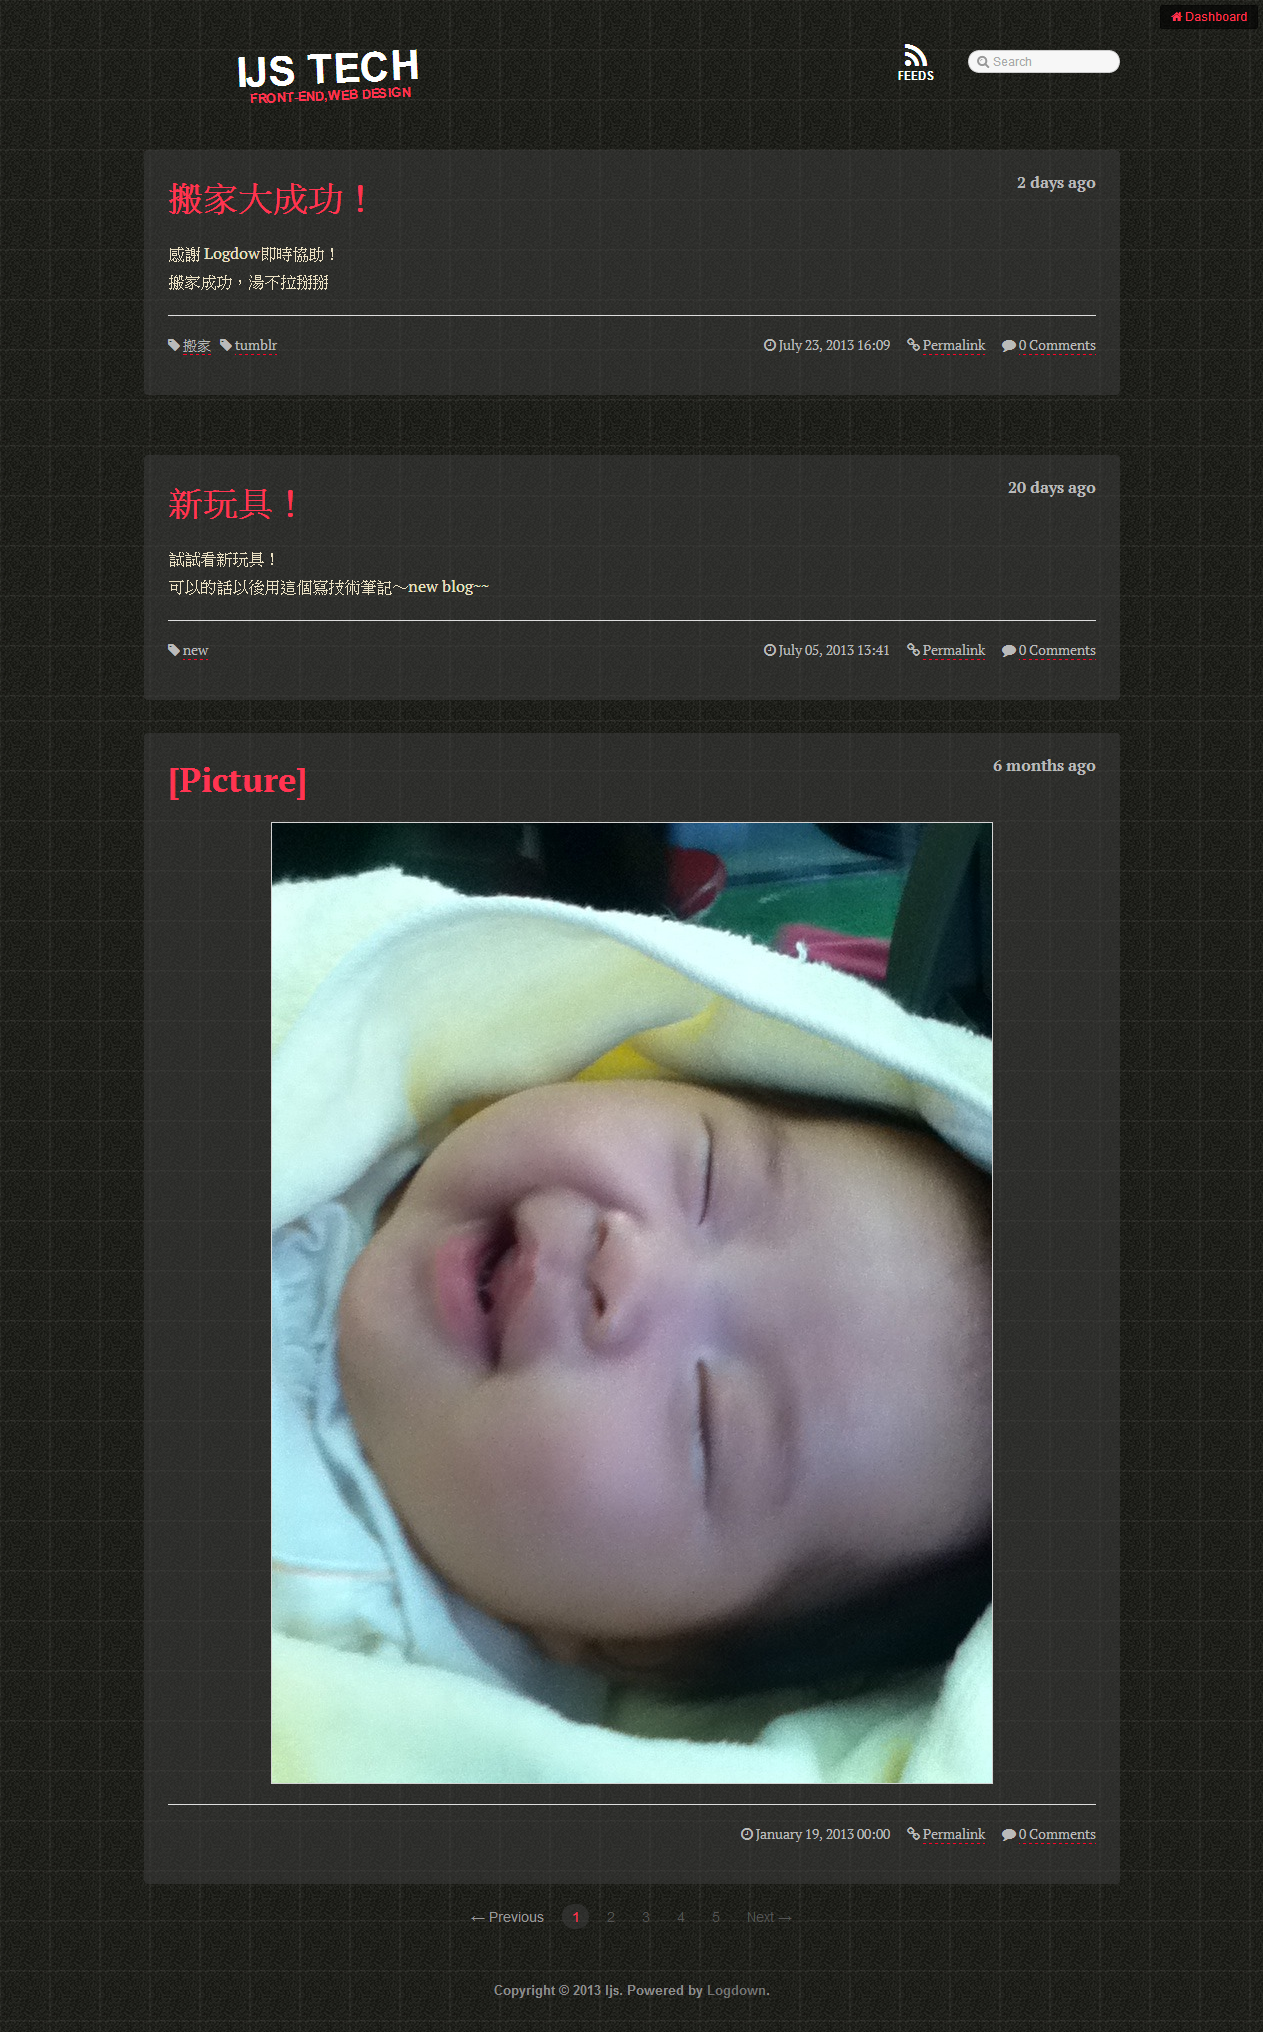 Dashboard
IJS TECH
FRONT-END,WEB DESIGN
FEEDS
Search
搬家大成功！
2 days ago
感謝 Logdow即時協助！
搬家成功，湯不拉掰掰
搬家 tumblr July 23, 2013 16:09 Permalink 0 Comments
新玩具！
20 days ago
試試看新玩具！
可以的話以後用這個寫技術筆記～new blog~~
new July 05, 2013 13:41 Permalink 0 Comments
[Picture]
6 months ago
January 19, 2013 00:00 Permalink 0 Comments
← Previous 1 2 3 4 5 Next →
Copyright © 2013 Ijs. Powered by Logdown.